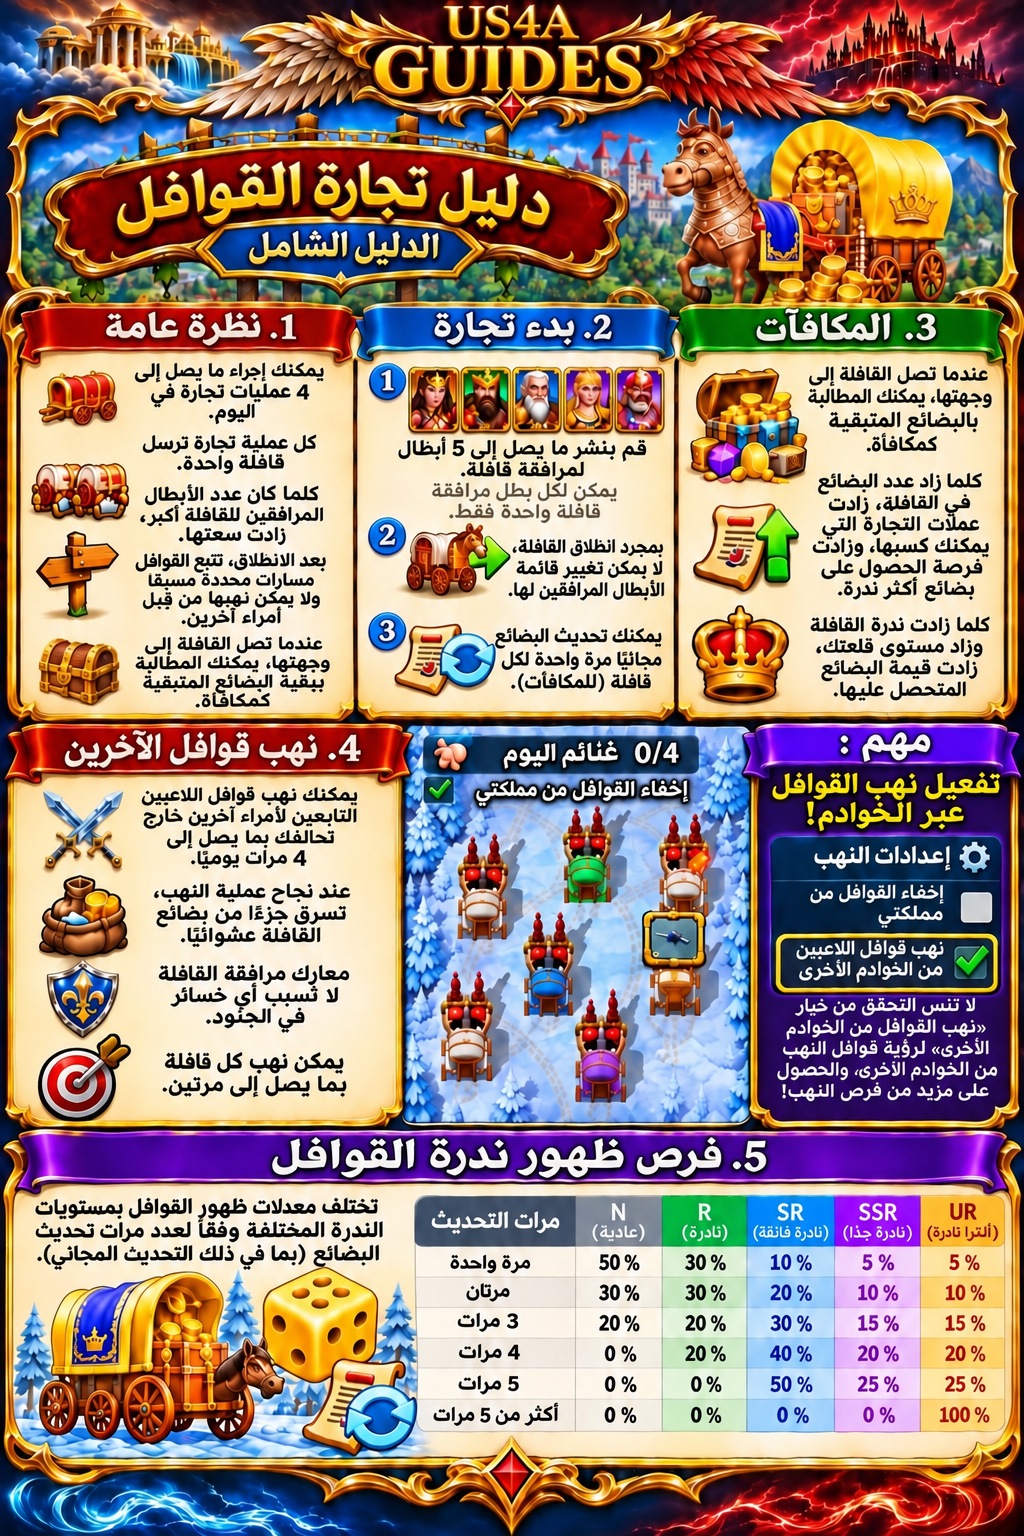 US4A
GUIDES
دليل تجارة القوافل
الدليل الشامل
1. نظرة عامة
يمكنك إجراء ما يصل إلى
4 عمليات تجارة في
اليوم.
كل عملية تجارة ترسل
قافلة واحدة.
كلما كان عدد الأبطال
المرافقين للقافلة أكبر،
زادت سعتها.
بعد الانطلاق، تتبع القوافل
مسارات محددة مسبقًا
ولا يمكن نهبها من قِبل
أمراء آخرين.
عندما تصل القافلة إلى
وجهتها، يمكنك المطالبة
ببقية البضائع المتبقية
كمكافأة.
2. بدء تجارة
1
قم بنشر ما يصل إلى 5 أبطال
لمرافقة قافلة.
يمكن لكل بطل مرافقة
قافلة واحدة فقط.
2
بمجرد انطلاق القافلة،
لا يمكن تغيير قائمة
الأبطال المرافقين لها.
3
يمكنك تحديث البضائع
مجانيًا مرة واحدة لكل
قافلة (للمكافآت).
3. المكافآت
عندما تصل القافلة إلى
وجهتها، يمكنك المطالبة
بالبضائع المتبقية
كمكافأة.
كلما زاد عدد البضائع
في القافلة، زادت
عملات التجارة التي
يمكنك كسبها، وزادت
فرصة الحصول على
بضائع أكثر ندرة.
كلما زادت ندرة القافلة
وزاد مستوى قلعتك،
زادت قيمة البضائع
المتحصل عليها.
4. نهب قوافل الآخرين
يمكنك نهب قوافل اللاعبين
التابعين لأمراء آخرين خارج
تحالفك بما يصل إلى
4 مرات يوميًا.
عند نجاح عملية النهب،
تسرق جزءًا من بضائع
القافلة عشوائيًا.
معارك مرافقة القافلة
لا تسبب أي خسائر
في الجنود.
يمكن نهب كل قافلة
بما يصل إلى مرتين.
غنائم اليوم 0/4
إخفاء القوافل من مملكتي
مهم :
تفعيل نهب القوافل
عبر الخوادم!
إعدادات النهب
إخفاء القوافل من
مملكتي
نهب قوافل اللاعبين
من الخوادم الأخرى
لا تنس التحقق من خيار
«نهب القوافل من الخوادم
الأخرى» لرؤية قوافل النهب
من الخوادم الأخرى، والحصول
على مزيد من فرص النهب!
5. فرص ظهور ندرة القوافل
تختلف معدلات ظهور القوافل بمستويات
الندرة المختلفة وفقًا لعدد مرات تحديث
البضائع (بما في ذلك التحديث المجاني).
مرات التحديث N R SR SSR UR
(عادية) (نادرة) (نادرة فائقة) (نادرة جدًا) (ألترا نادرة)
مرة واحدة 50 % 30 % 10 % 5 % 5 %
مرتان 30 % 30 % 20 % 10 % 10 %
3 مرات 20 % 20 % 30 % 15 % 15 %
4 مرات 0 % 20 % 40 % 20 % 20 %
5 مرات 0 % 0 % 50 % 25 % 25 %
أكثر من 5 مرات 0 % 0 % 0 % 0 % 100 %